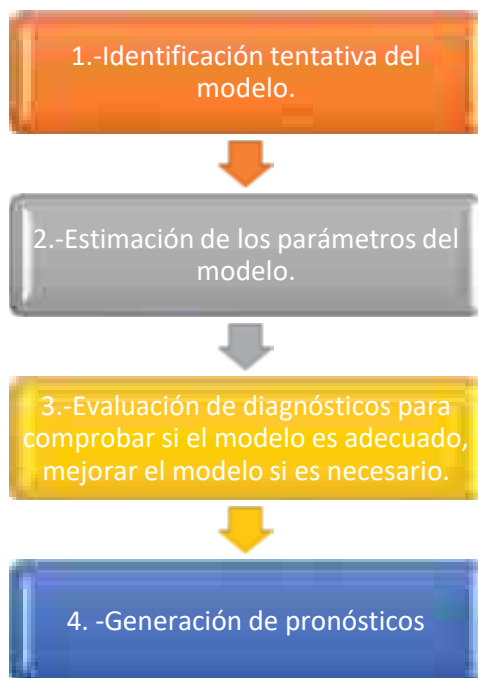 1.-Identificación tentativa del
modelo.
2.-Estimación de los parámetros del
modelo.
3.-Evaluación de diagnósticos para
comprobar si el modelo es adecuado,
mejorar el modelo si es necesario.
4. -Generación de pronósticos